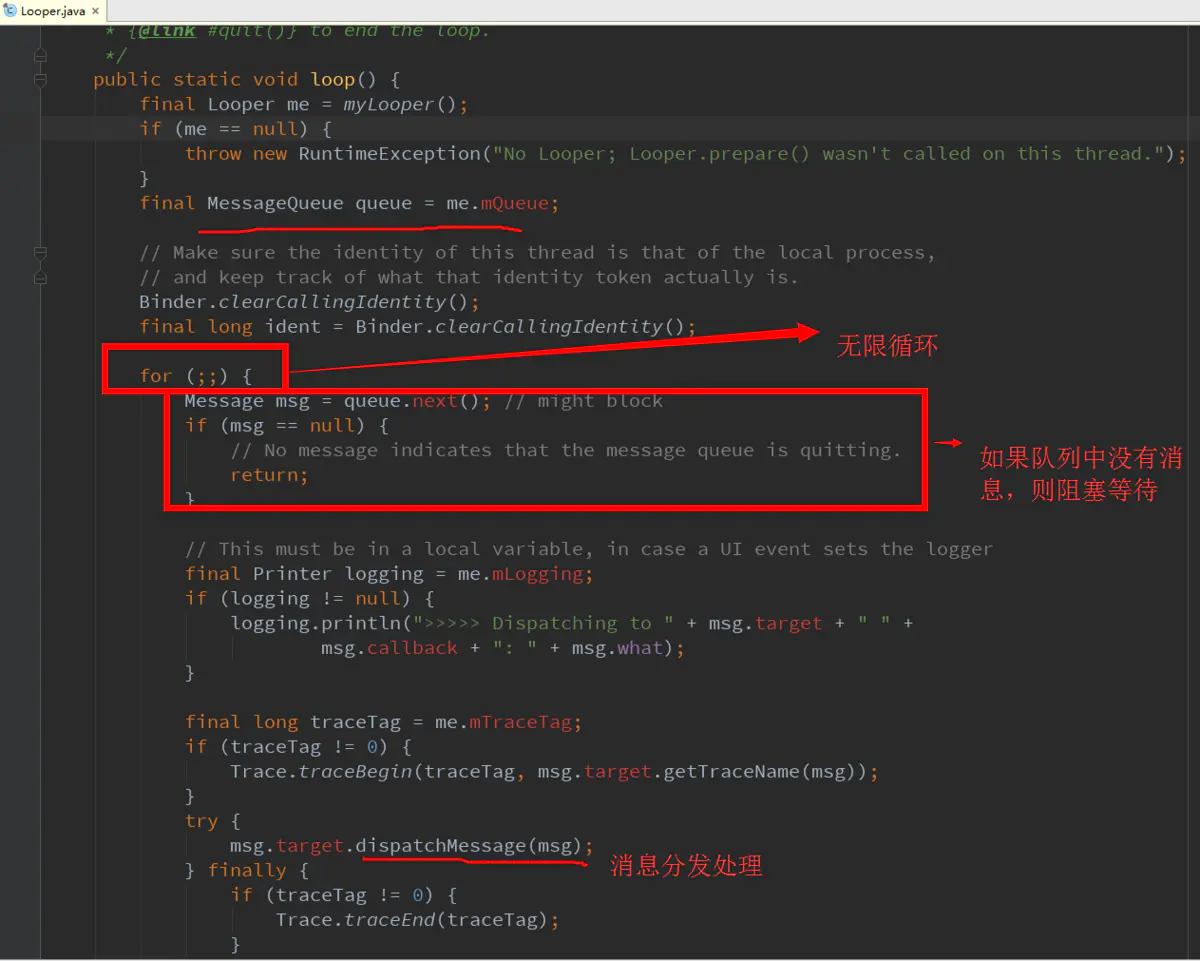 Looper.java
* {@link #quit()} to end the loop.
*/
public static void loop() {
final Looper me = myLooper();
if (me == null) {
throw new RuntimeException("No Looper; Looper.prepare() wasn't called on this thread.");
}
final MessageQueue queue = me.mQueue;
// Make sure the identity of this thread is that of the local process,
// and keep track of what that identity token actually is.
Binder.clearCallingIdentity();
final long ident = Binder.clearCallingIdentity();
无限循环
for (;;) {
Message msg = queue.next(); // might block
if (msg == null) {
// No message indicates that the message queue is quitting.
return;
}
如果队列中没有消
息，则阻塞等待
// This must be in a local variable, in case a UI event sets the logger
final Printer logging = me.mLogging;
if (logging != null) {
logging.println(">>>>> Dispatching to " + msg.target + " " +
msg.callback + ": " + msg.what);
}
final long traceTag = me.mTraceTag;
if (traceTag != 0) {
Trace.traceBegin(traceTag, msg.target.getTraceName(msg));
}
try {
msg.target.dispatchMessage(msg);
消息分发处理
} finally {
if (traceTag != 0) {
Trace.traceEnd(traceTag);
}